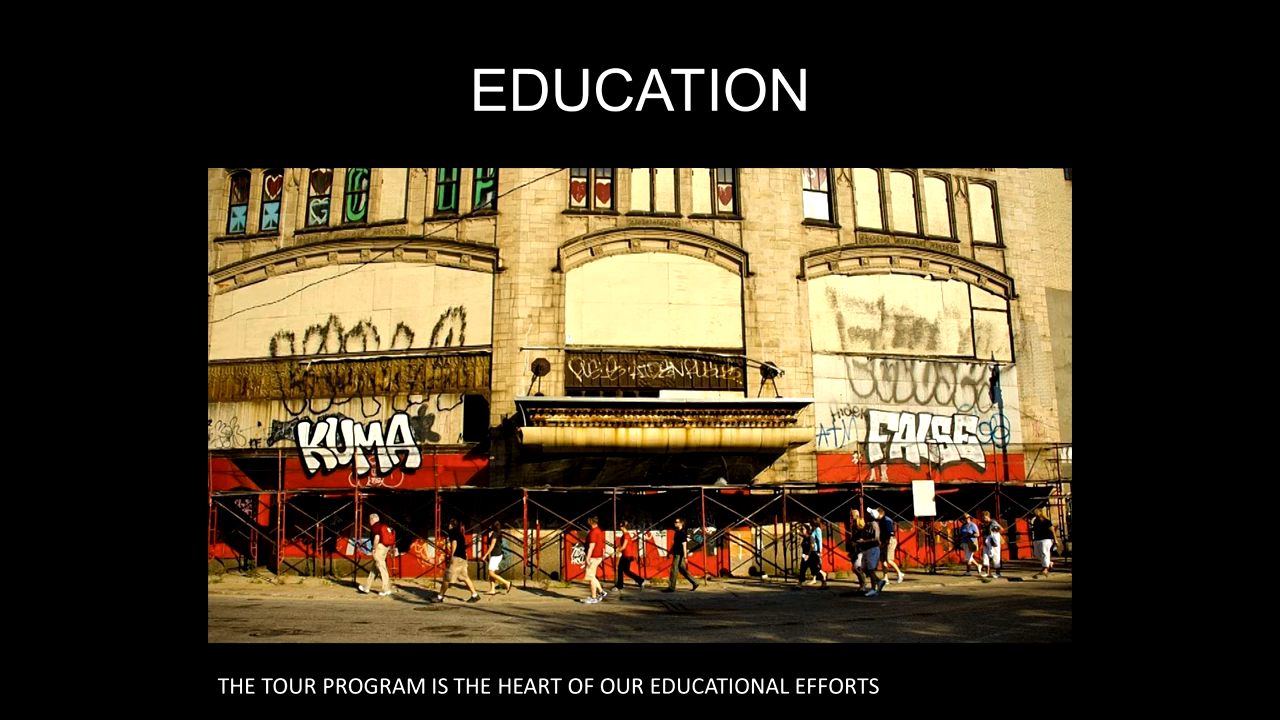 EDUCATION
KUMA
FALSE
THE TOUR PROGRAM IS THE HEART OF OUR EDUCATIONAL EFFORTS